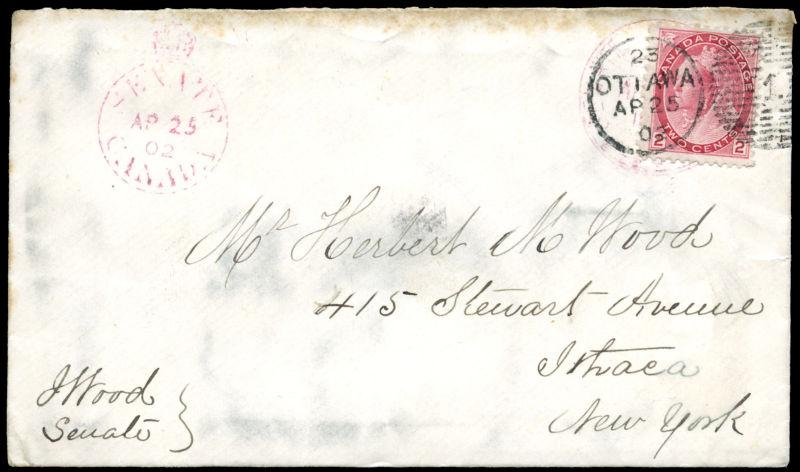 SENATE
AP 25
02
CANADA
CANADA POSTAGE
23
OTTAWA
AP 25
02
1
2 TWO CENTS 2
Mr Herbert M Wood
415 Stewart Avenue
Ithaca
New York
J Wood
Senate